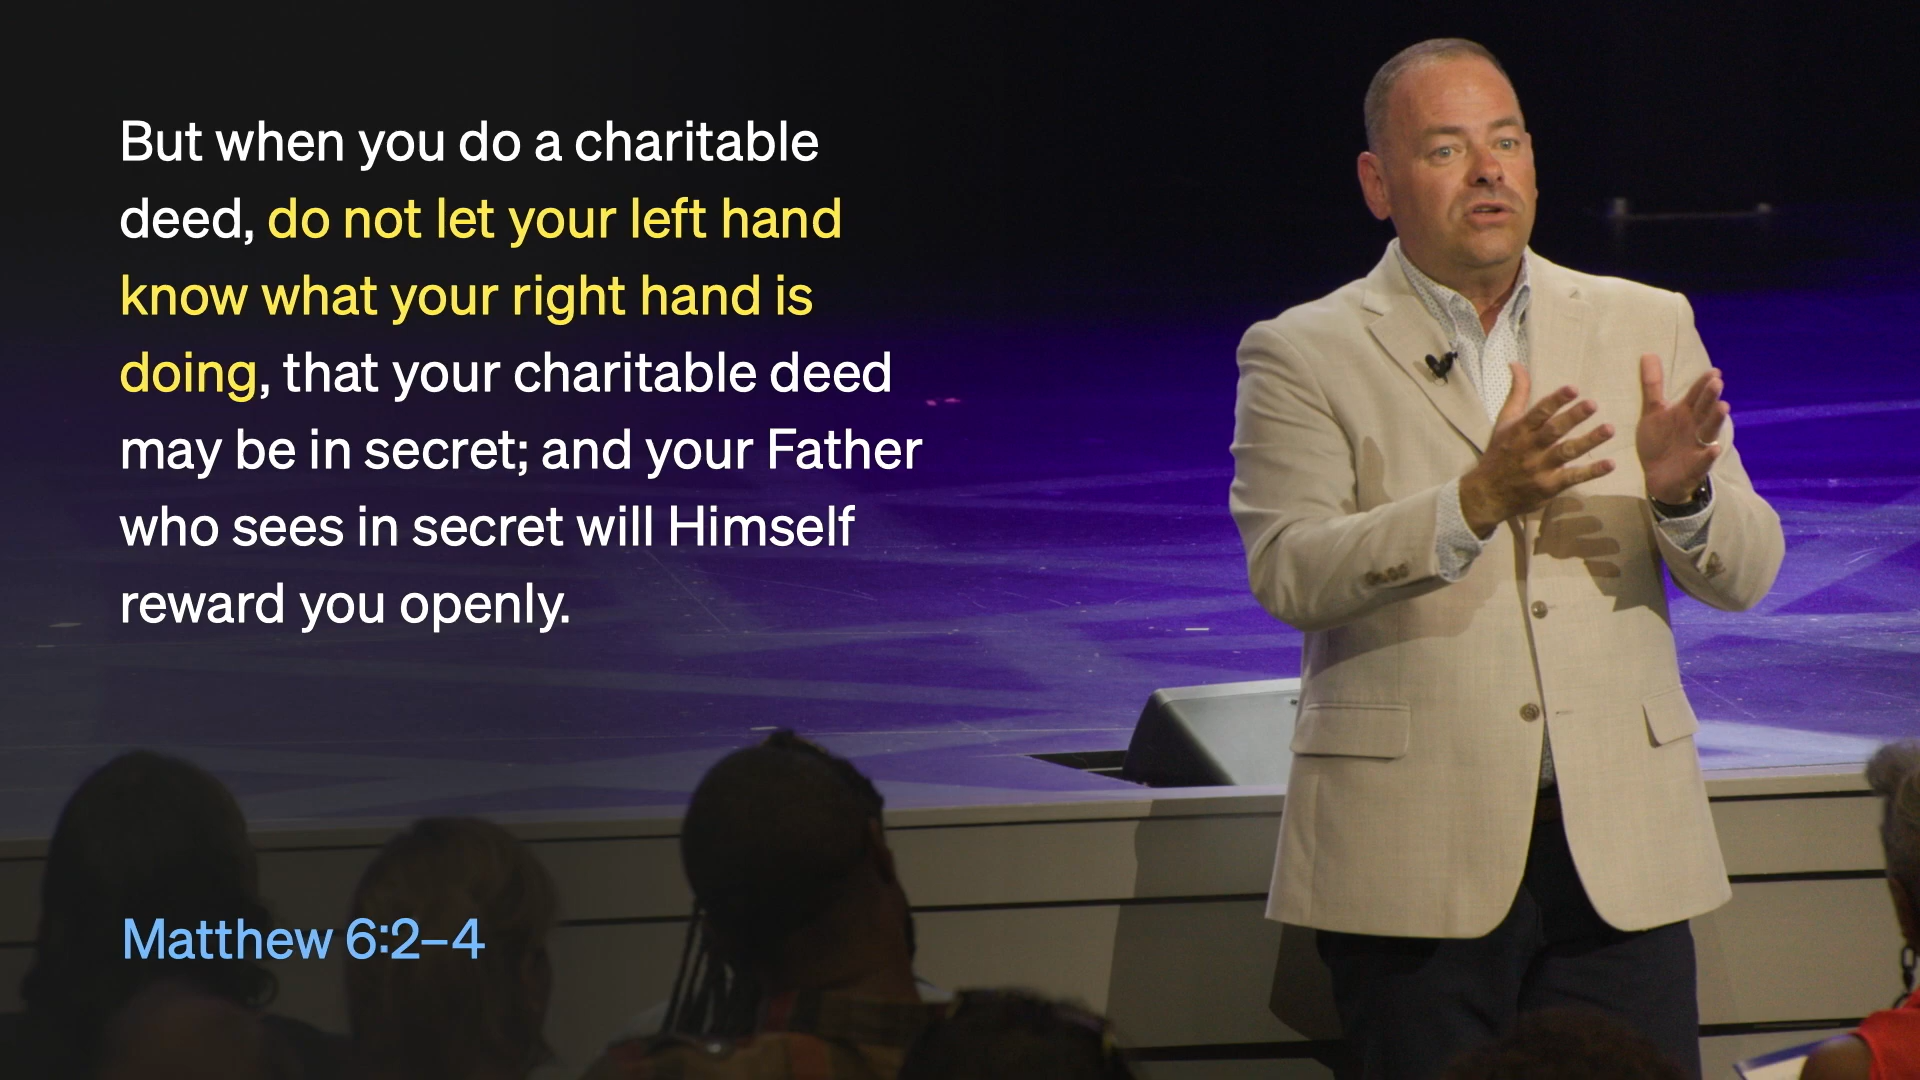 But when you do a charitable
deed, do not let your left hand
know what your right hand is
doing, that your charitable deed
may be in secret; and your Father
who sees in secret will Himself
reward you openly.
Matthew 6:2–4